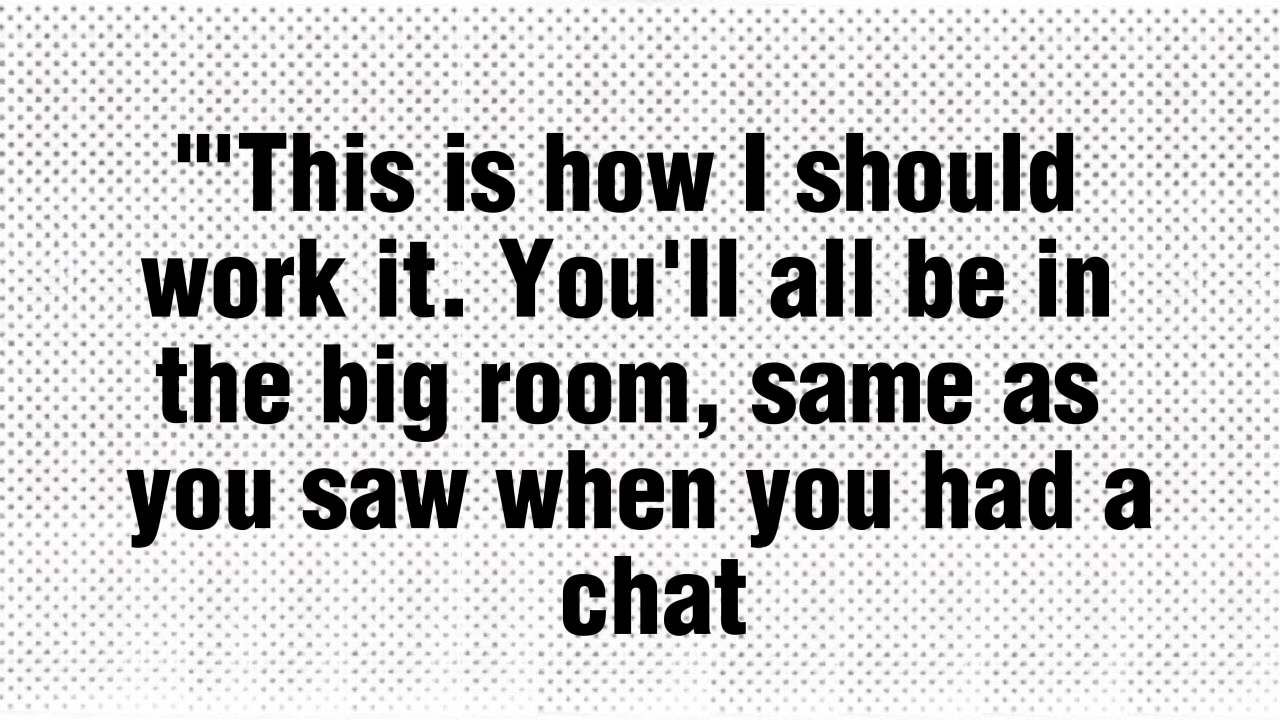 "'This is how I should
work it. You'll all be in
the big room, same as
you saw when you had a
chat